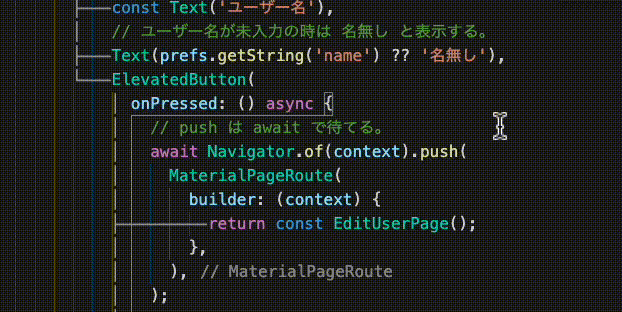 const Text('ユーザー名'),
// ユーザー名が未入力の時は 名無し と表示する。
Text(prefs.getString('name') ?? '名無し'),
ElevatedButton(
onPressed: () async {
// push は await で待てる。
await Navigator.of(context).push(
MaterialPageRoute(
builder: (context) {
return const EditUserPage();
},
), // MaterialPageRoute
);